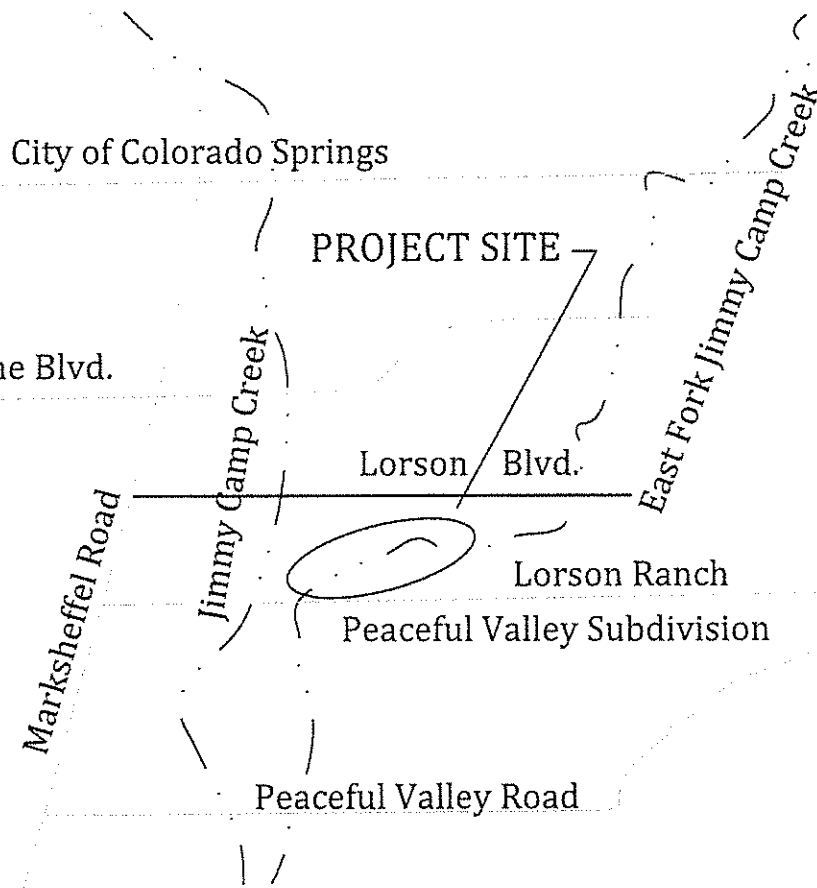 City of Colorado Springs
PROJECT SITE
Blvd.
Jimmy Camp Creek
East Fork Jimmy Camp Creek
Lorson Blvd.
Marksheffel Road
Lorson Ranch
Peaceful Valley Subdivision
Peaceful Valley Road